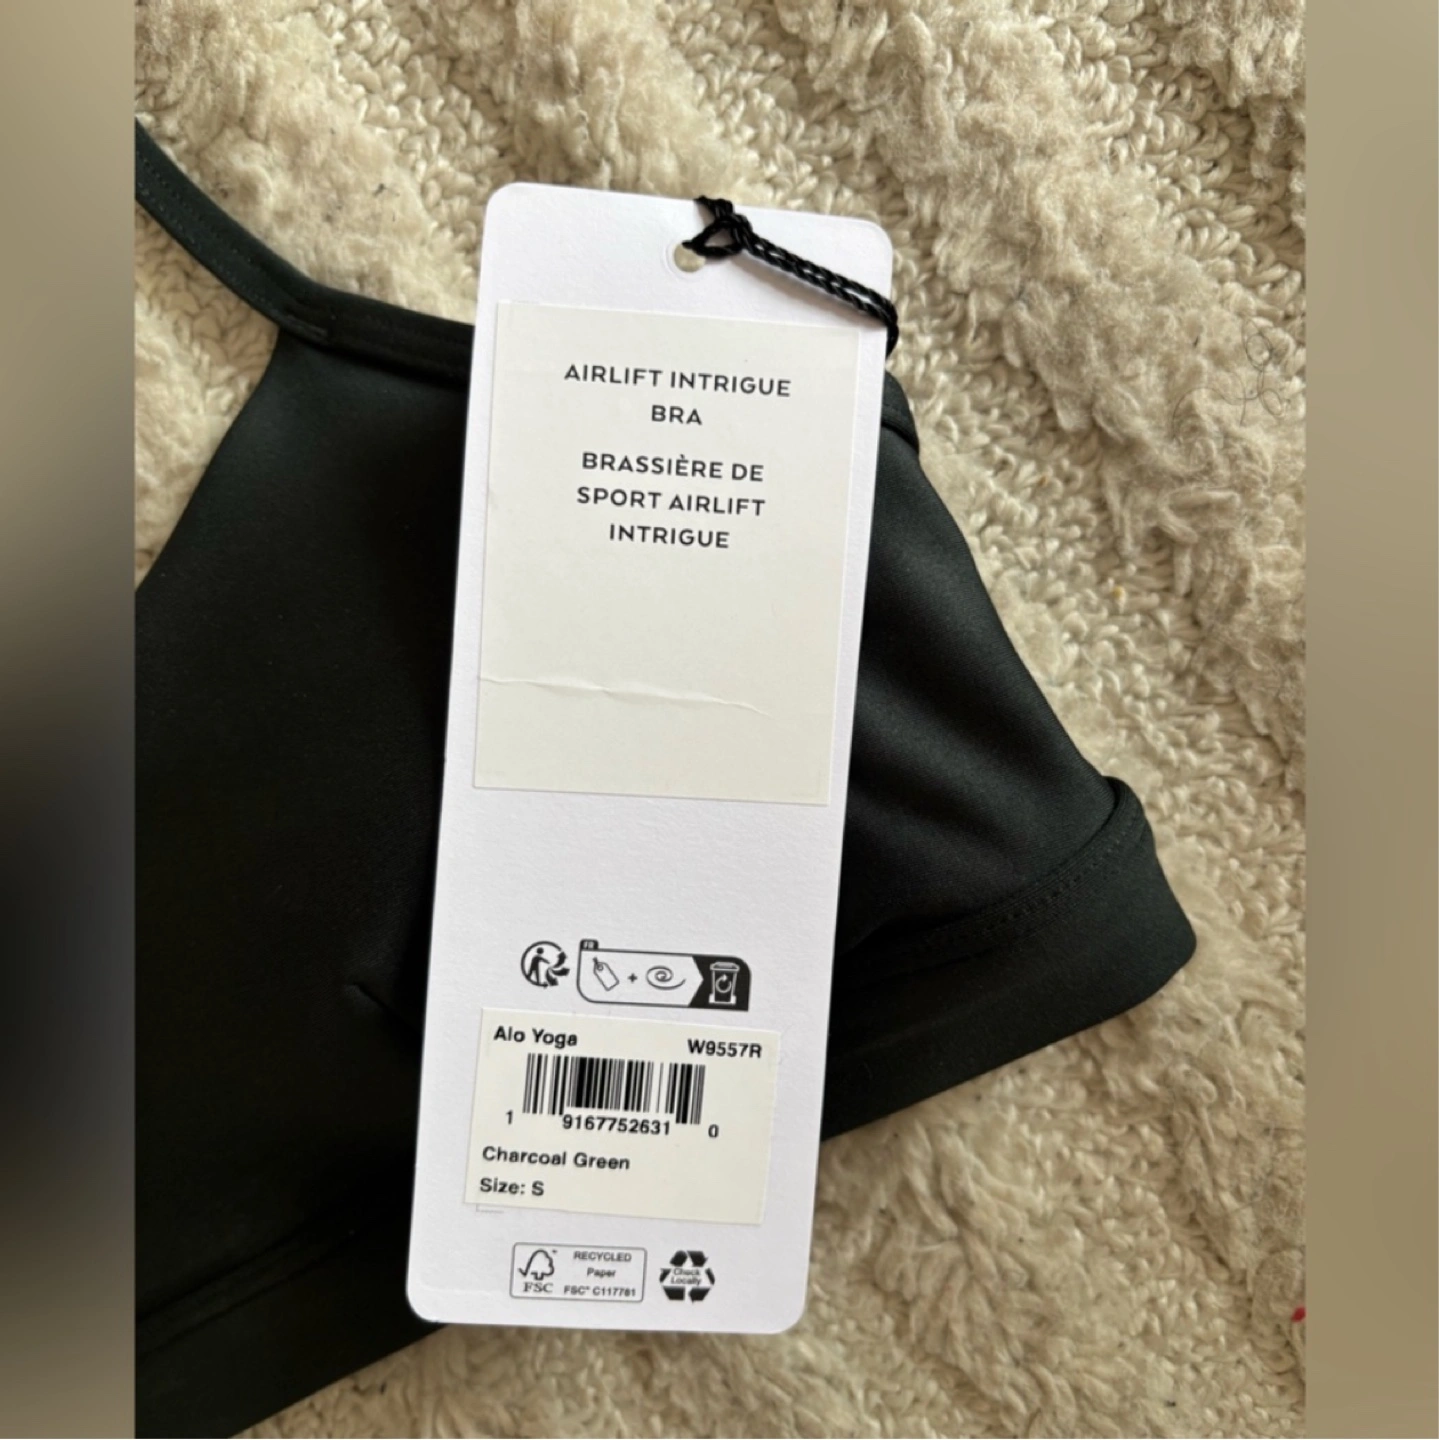 AIRLIFT INTRIGUE
BRA
BRASSIÈRE DE
SPORT AIRLIFT
INTRIGUE
FR
+
Alo Yoga W9557R
1 9167752631 0
Charcoal Green
Size: S
RECYCLED
Paper
FSC FSC® C117781
Check
Locally